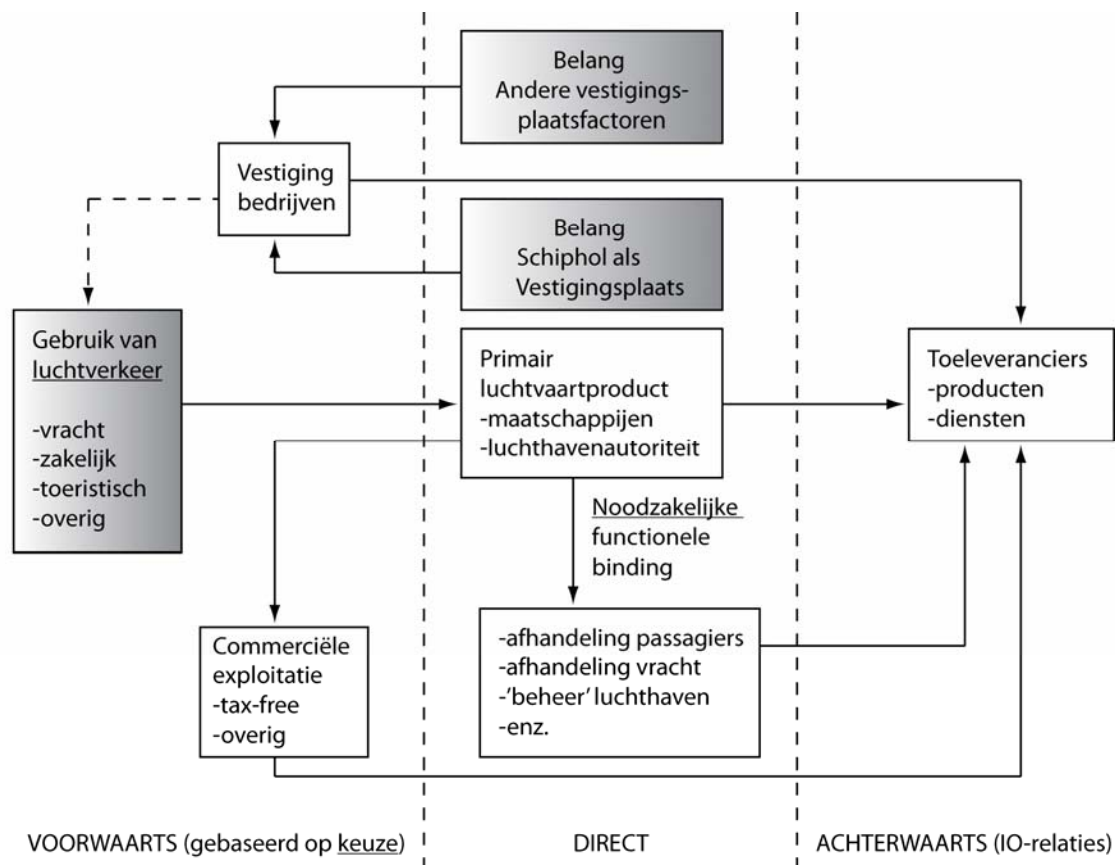 Belang
Andere vestigings-
plaatsfactoren
Vestiging
bedrijven
Belang
Schiphol als
Vestigingsplaats
Gebruik van
luchtverkeer
-vracht
-zakelijk
-toeristisch
-overig
Primair
luchtvaartproduct
-maatschappijen
-luchthavenautoriteit
Toeleveranciers
-producten
-diensten
Noodzakelijke
functionele
binding
Commerciële
exploitatie
-tax-free
-overig
-afhandeling passagiers
-afhandeling vracht
-'beheer' luchthaven
-enz.
VOORWAARTS (gebaseerd op keuze)
DIRECT
ACHTERWAARTS (IO-relaties)